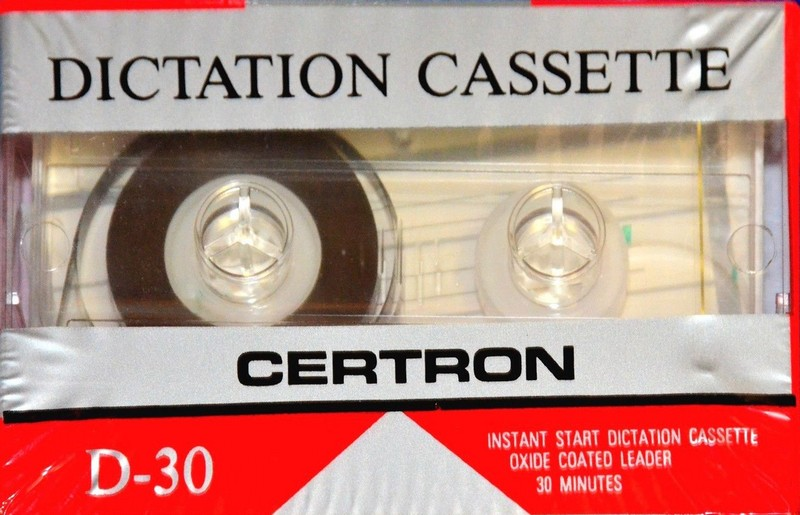 DICTATION CASSETTE
CERTRON
D-30
INSTANT START DICTATION CASSETTE
OXIDE COATED LEADER
30 MINUTES